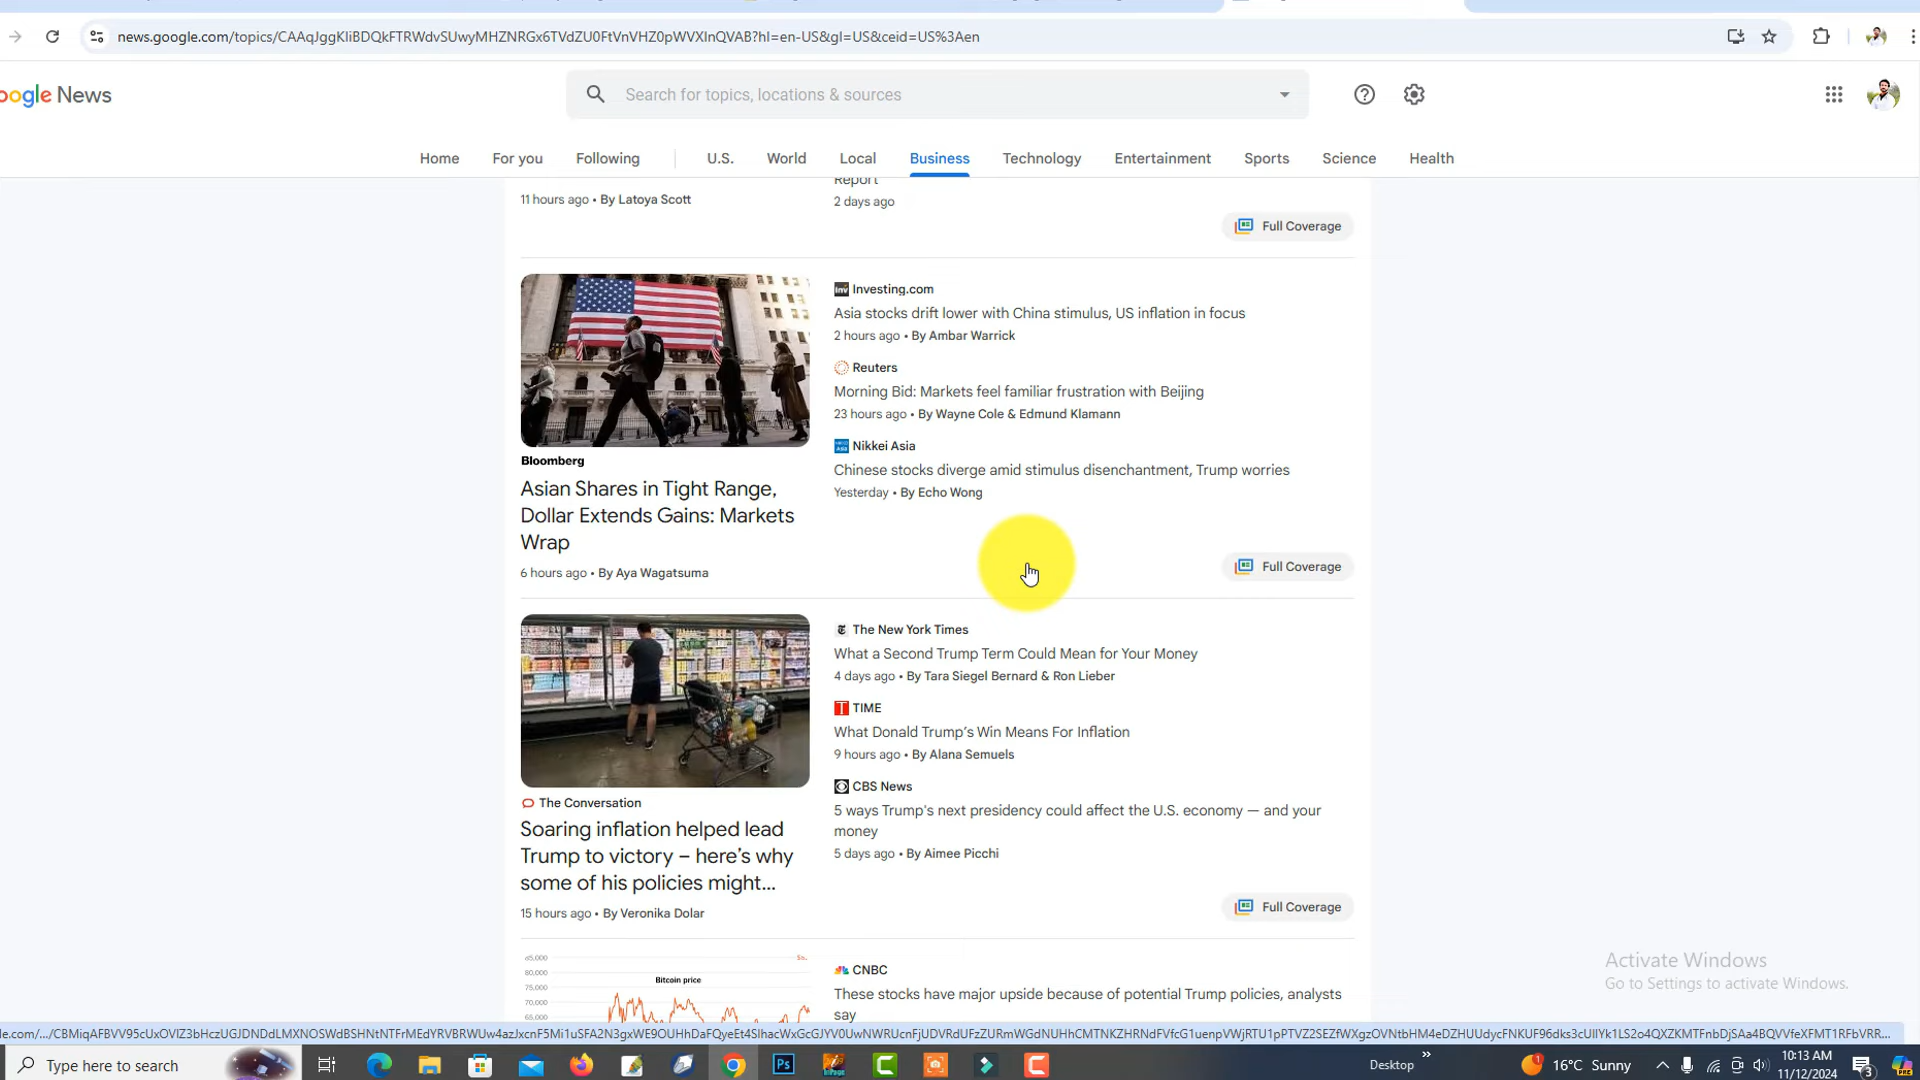 news.google.com/topics/CAAqJggKIiBDQkFTRWdvSUwyMHZNRGx6TVdZU0FtVnVHZ0pWVXlnQVAB?hl=en-US&gl=US&ceid=US%3Aen
oogle News
Search for topics, locations & sources
Home For you Following U.S. World Local Business Technology Entertainment Sports Science Health
Report
11 hours ago • By Latoya Scott
2 days ago
Full Coverage
Bloomberg
Asian Shares in Tight Range,
Dollar Extends Gains: Markets
Wrap
6 hours ago • By Aya Wagatsuma
Investing.com
Asia stocks drift lower with China stimulus, US inflation in focus
2 hours ago • By Ambar Warrick
Reuters
Morning Bid: Markets feel familiar frustration with Beijing
23 hours ago • By Wayne Cole & Edmund Klamann
Nikkei Asia
Chinese stocks diverge amid stimulus disenchantment, Trump worries
Yesterday • By Echo Wong
Full Coverage
The Conversation
Soaring inflation helped lead
Trump to victory – here's why
some of his policies might...
15 hours ago • By Veronika Dolar
The New York Times
What a Second Trump Term Could Mean for Your Money
4 days ago • By Tara Siegel Bernard & Ron Lieber
TIME
What Donald Trump's Win Means For Inflation
9 hours ago • By Alana Semuels
CBS News
5 ways Trump's next presidency could affect the U.S. economy — and your
money
5 days ago • By Aimee Picchi
Full Coverage
Bitcoin price
85,000
80,000
75,000
70,000
CNBC
These stocks have major upside because of potential Trump policies, analysts
say
Activate Windows
Go to Settings to activate Windows.
Type here to search
Desktop
16°C Sunny
10:13 AM
11/12/2024